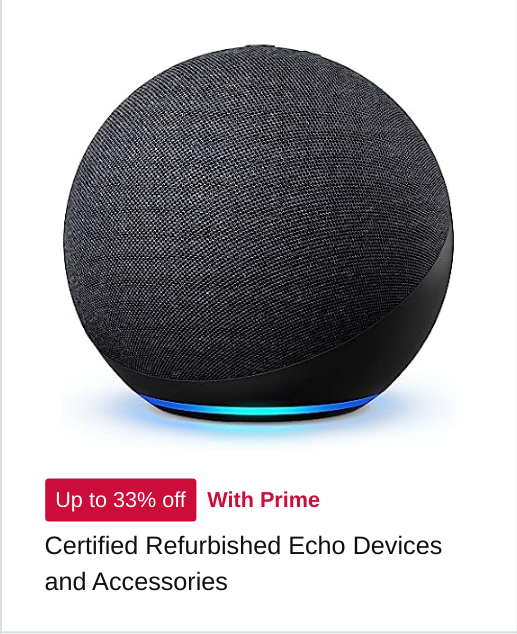 Up to 33% off With Prime
Certified Refurbished Echo Devices
and Accessories